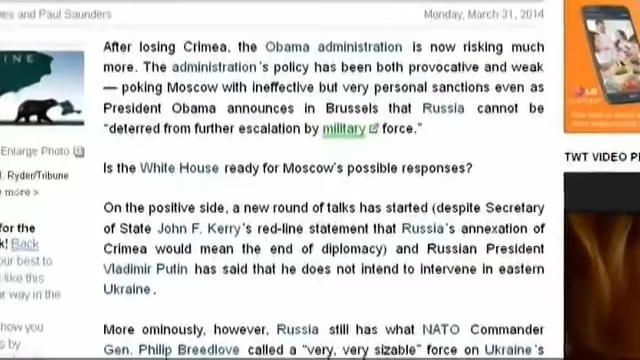 es and Paul Saunders
Monday, March 31, 2014
After losing Crimea, the Obama administration is now risking much
more. The administration's policy has been both provocative and weak
— poking Moscow with ineffective but very personal sanctions even as
President Obama announces in Brussels that Russia cannot be
"deterred from further escalation by military force."
Is the White House ready for Moscow's possible responses?
On the positive side, a new round of talks has started (despite Secretary
of State John F. Kerry's red-line statement that Russia's annexation of
Crimea would mean the end of diplomacy) and Russian President
Vladimir Putin has said that he does not intend to intervene in eastern
Ukraine.
More ominously, however, Russia still has what NATO Commander
Gen. Philip Breedlove called a "very, very sizable" force on Ukraine's
INE
Enlarge Photo
Ryder/Tribune
more >
for the
k! Back
our best to
like this
r way in the
how you
s by
LG
TWT VIDEO P